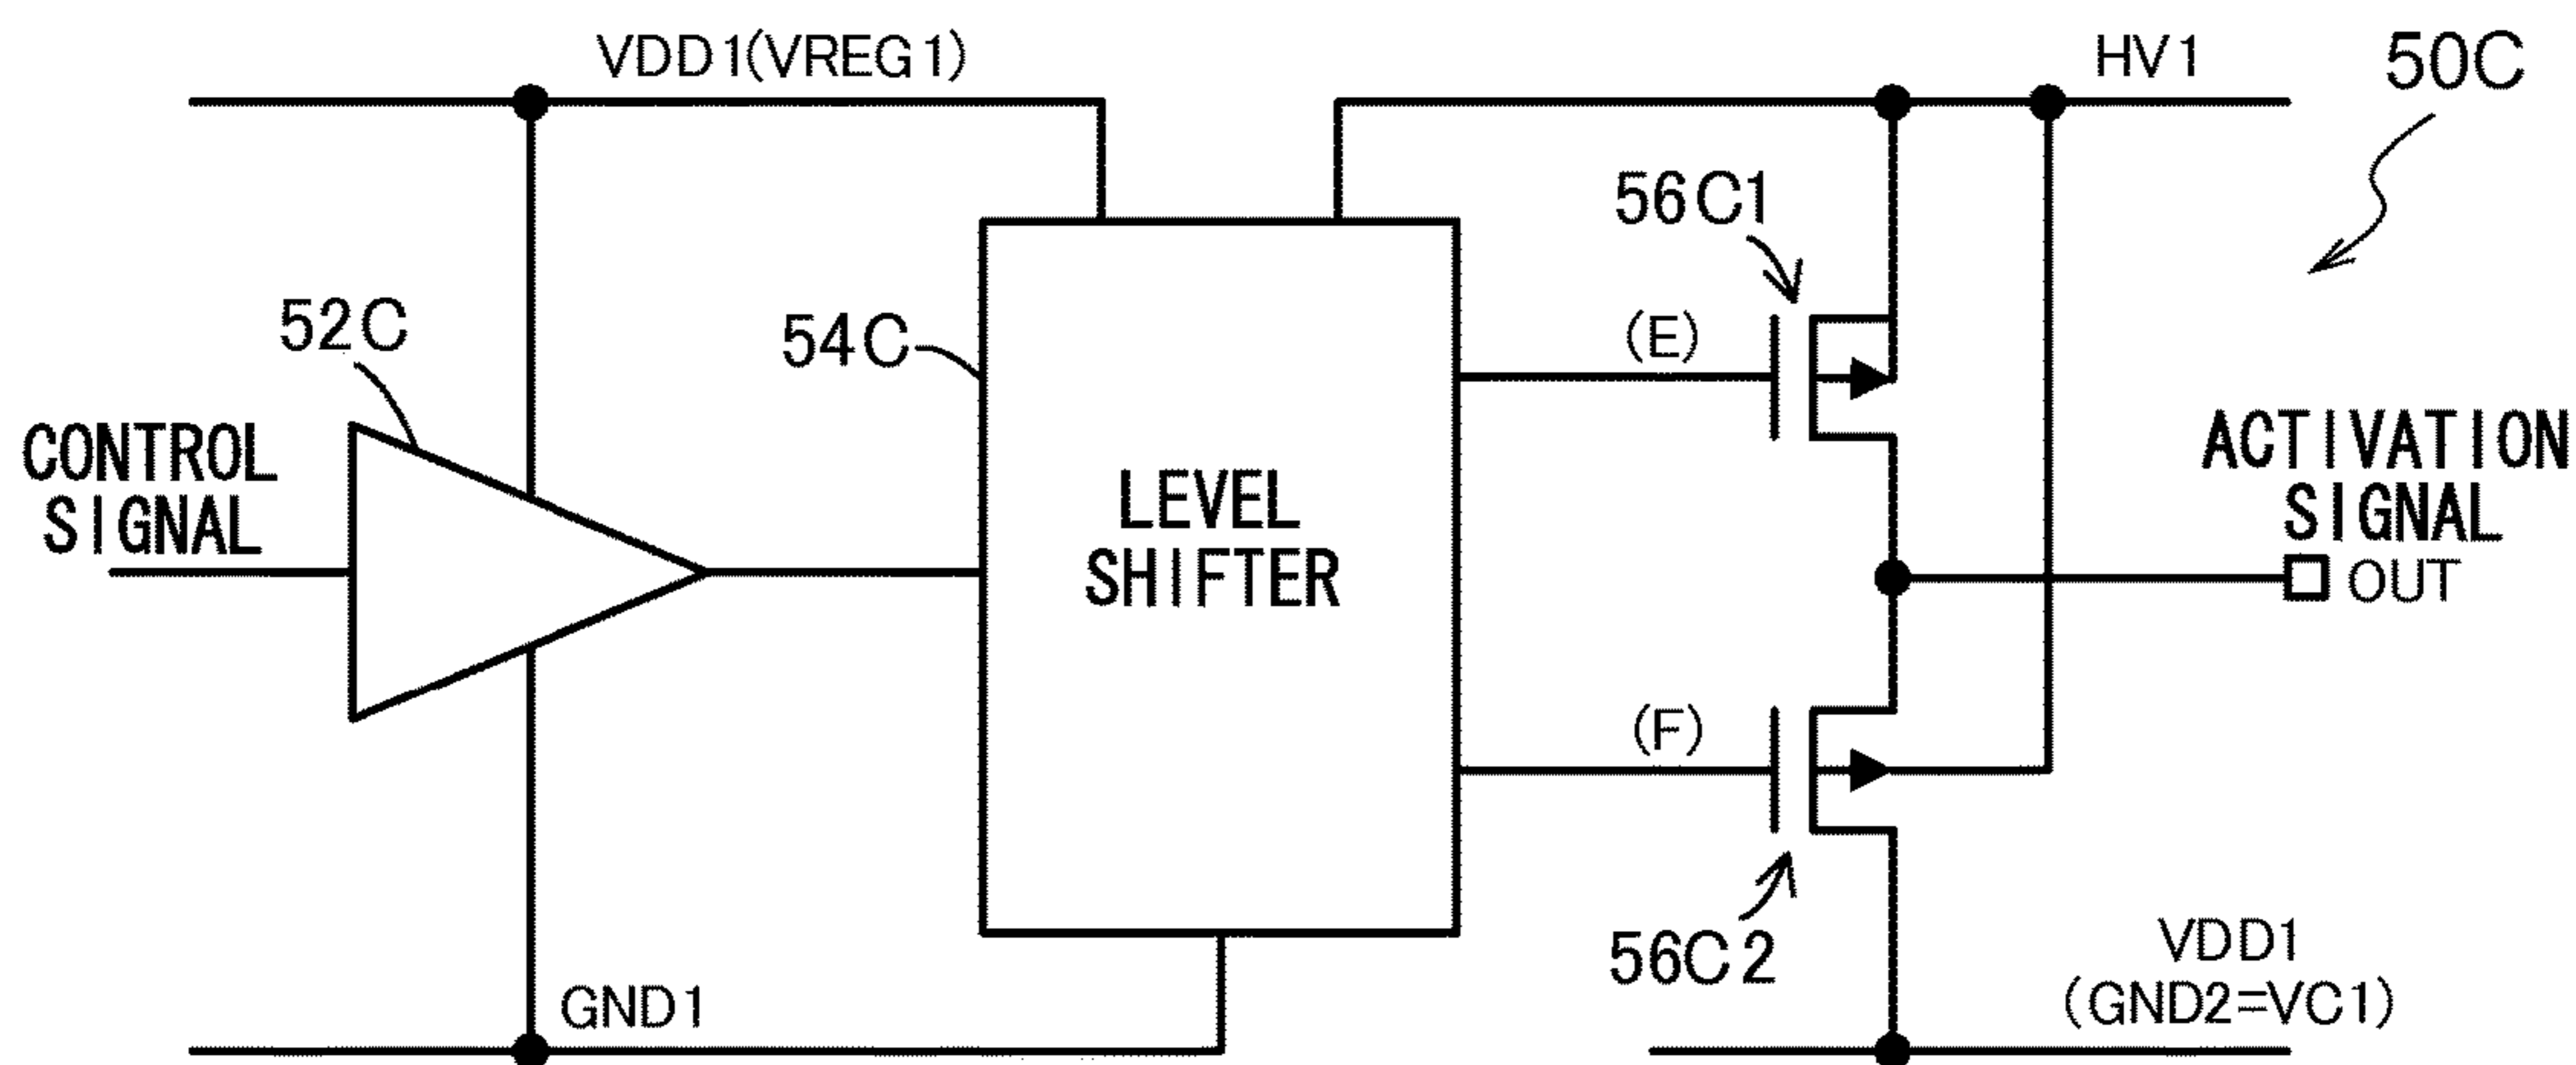 VDD1(VREG1)
HV1
50C
56C1
52C
54C
(E)
CONTROL
SIGNAL
LEVEL
SHIFTER
ACTIVATION
SIGNAL
OUT
(F)
56C2
VDD1
(GND2=VC1)
GND1